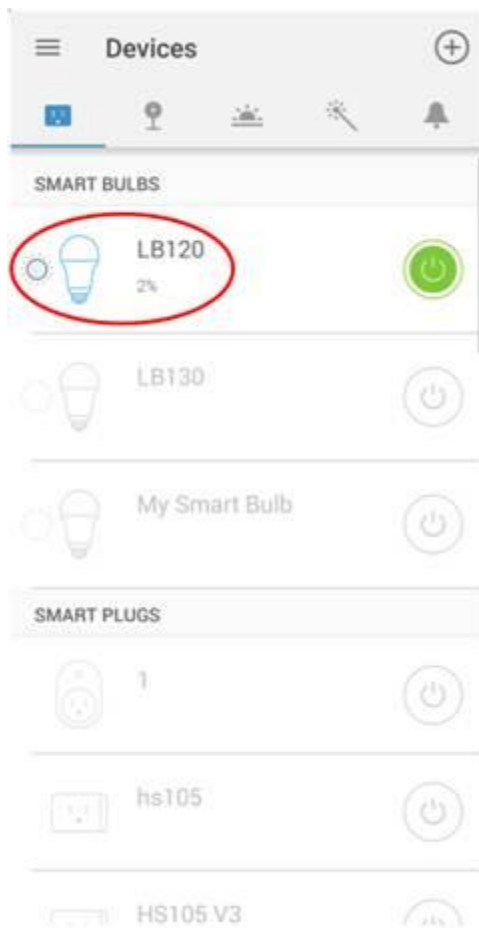 Devices
SMART BULBS
LB120
2%
LB130
My Smart Bulb
SMART PLUGS
1
hs105
HS105 V3